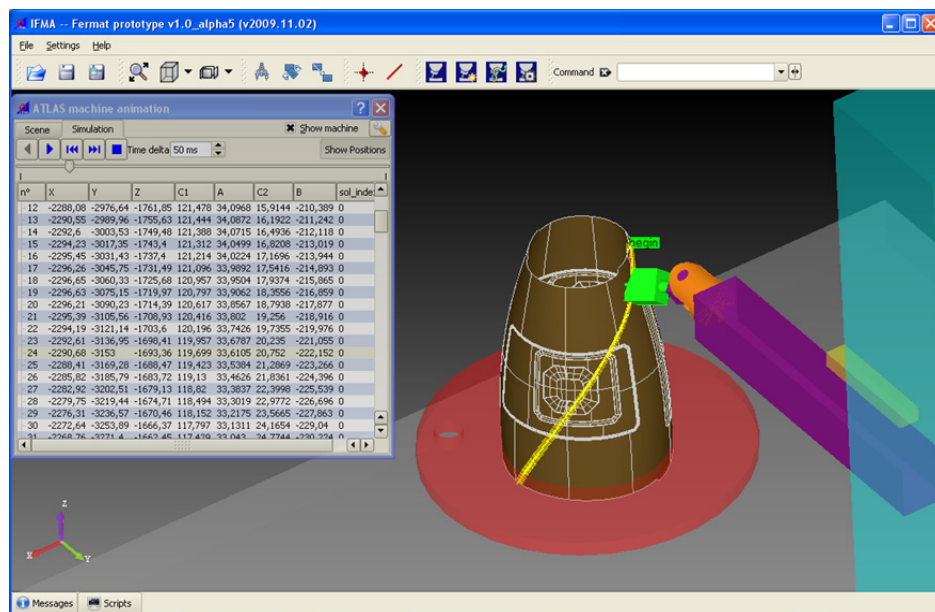 IFMA -- Fermat prototype v1.0_alpha5 (v2009.11.02)
File Settings Help
Command
ATLAS machine animation
Scene Simulation Show machine
Time delta 50 ms Show Positions
n° X Y Z C1 A C2 B sol_inde
12 -2288,08 -2976,64 -1761,85 121,478 34,0968 15,9144 -210,389 0
13 -2290,55 -2989,96 -1755,63 121,444 34,0872 16,1922 -211,242 0
14 -2292,6 -3003,53 -1749,48 121,388 34,0715 16,4936 -212,118 0
15 -2294,23 -3017,35 -1743,4 121,312 34,0499 16,8208 -213,019 0
16 -2295,45 -3031,43 -1737,4 121,214 34,0224 17,1696 -213,944 0
17 -2296,26 -3045,75 -1731,49 121,096 33,9892 17,5416 -214,893 0
18 -2296,65 -3060,33 -1725,68 120,957 33,9504 17,9374 -215,865 0
19 -2296,63 -3075,15 -1719,97 120,797 33,9062 18,3556 -216,859 0
20 -2296,21 -3090,23 -1714,39 120,617 33,8567 18,7938 -217,877 0
21 -2295,39 -3105,56 -1708,93 120,416 33,802 19,256 -218,916 0
22 -2294,19 -3121,14 -1703,6 120,196 33,7426 19,7355 -219,976 0
23 -2292,61 -3136,95 -1698,41 119,957 33,6787 20,235 -221,055 0
24 -2290,68 -3153 -1693,36 119,699 33,6105 20,752 -222,152 0
25 -2288,41 -3169,28 -1688,47 119,423 33,5384 21,2869 -223,266 0
26 -2285,82 -3185,79 -1683,72 119,13 33,4626 21,8361 -224,396 0
27 -2282,92 -3202,51 -1679,13 118,82 33,3837 22,3998 -225,539 0
28 -2279,75 -3219,44 -1674,71 118,494 33,3019 22,9772 -226,696 0
29 -2276,31 -3236,57 -1670,46 118,152 33,2175 23,5665 -227,863 0
30 -2272,64 -3253,89 -1666,37 117,797 33,1311 24,1654 -229,04 0
31 -2268,76 -3271,4 -1662,45 117,429 33,043 24,7744 -230,224 0
begin
Z
X
Y
Messages Scripts